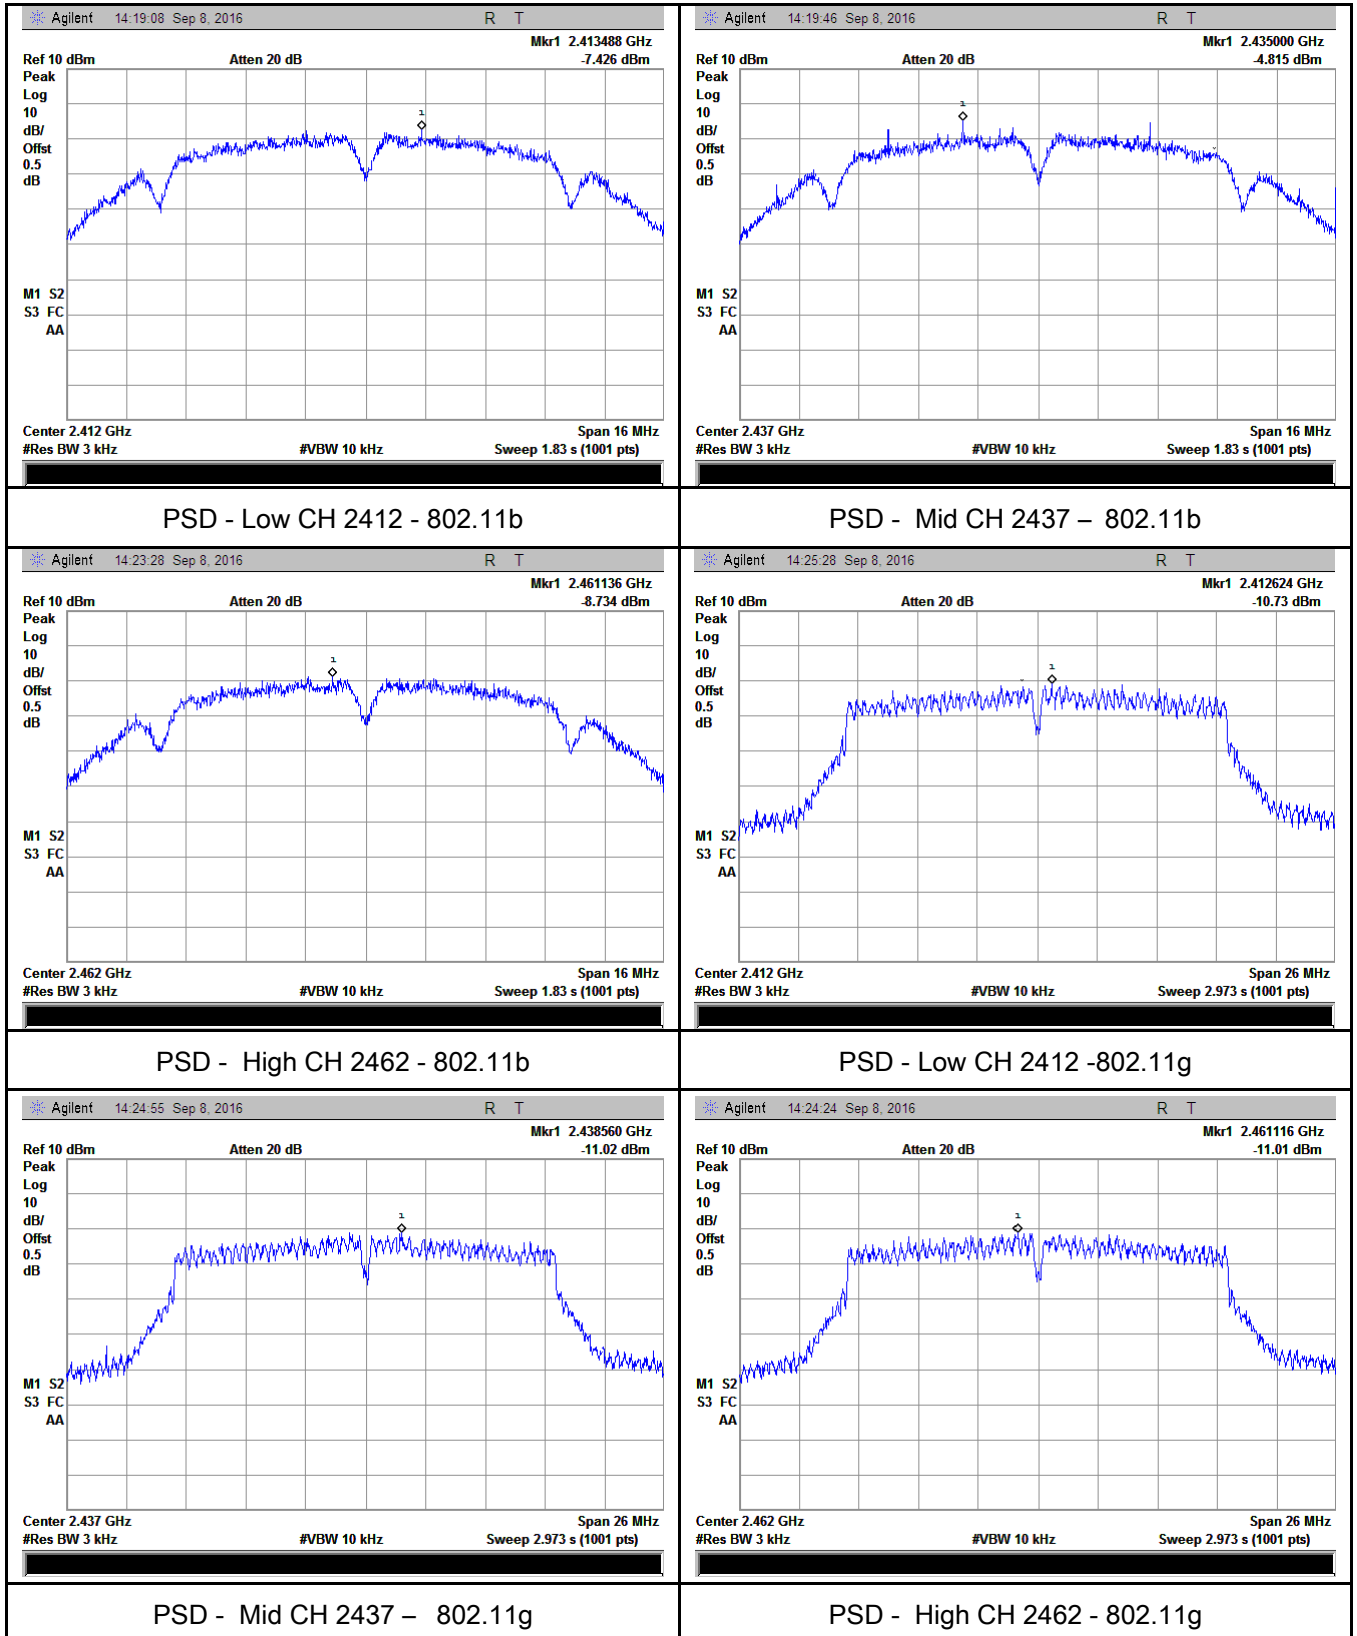 Agilent 14:19:08 Sep 8, 2016 R T
Mkr1 2.413488 GHz
Ref 10 dBm Atten 20 dB -7.426 dBm
Peak
Log
10
dB/
Offst
0.5
dB
1
M1 S2
S3 FC
AA
Center 2.412 GHz Span 16 MHz
#Res BW 3 kHz #VBW 10 kHz Sweep 1.83 s (1001 pts)
PSD - Low CH 2412 - 802.11b
Agilent 14:19:46 Sep 8, 2016 R T
Mkr1 2.435000 GHz
Ref 10 dBm Atten 20 dB -4.815 dBm
Peak
Log
10
dB/
Offst
0.5
dB
1
M1 S2
S3 FC
AA
Center 2.437 GHz Span 16 MHz
#Res BW 3 kHz #VBW 10 kHz Sweep 1.83 s (1001 pts)
PSD - Mid CH 2437 – 802.11b
Agilent 14:23:28 Sep 8, 2016 R T
Mkr1 2.461136 GHz
Ref 10 dBm Atten 20 dB -8.734 dBm
Peak
Log
10
dB/
Offst
0.5
dB
1
M1 S2
S3 FC
AA
Center 2.462 GHz Span 16 MHz
#Res BW 3 kHz #VBW 10 kHz Sweep 1.83 s (1001 pts)
PSD - High CH 2462 - 802.11b
Agilent 14:25:28 Sep 8, 2016 R T
Mkr1 2.412624 GHz
Ref 10 dBm Atten 20 dB -10.73 dBm
Peak
Log
10
dB/
Offst
0.5
dB
1
M1 S2
S3 FC
AA
Center 2.412 GHz Span 26 MHz
#Res BW 3 kHz #VBW 10 kHz Sweep 2.973 s (1001 pts)
PSD - Low CH 2412 -802.11g
Agilent 14:24:55 Sep 8, 2016 R T
Mkr1 2.438560 GHz
Ref 10 dBm Atten 20 dB -11.02 dBm
Peak
Log
10
dB/
Offst
0.5
dB
1
M1 S2
S3 FC
AA
Center 2.437 GHz Span 26 MHz
#Res BW 3 kHz #VBW 10 kHz Sweep 2.973 s (1001 pts)
PSD - Mid CH 2437 – 802.11g
Agilent 14:24:24 Sep 8, 2016 R T
Mkr1 2.461116 GHz
Ref 10 dBm Atten 20 dB -11.01 dBm
Peak
Log
10
dB/
Offst
0.5
dB
1
M1 S2
S3 FC
AA
Center 2.462 GHz Span 26 MHz
#Res BW 3 kHz #VBW 10 kHz Sweep 2.973 s (1001 pts)
PSD - High CH 2462 - 802.11g